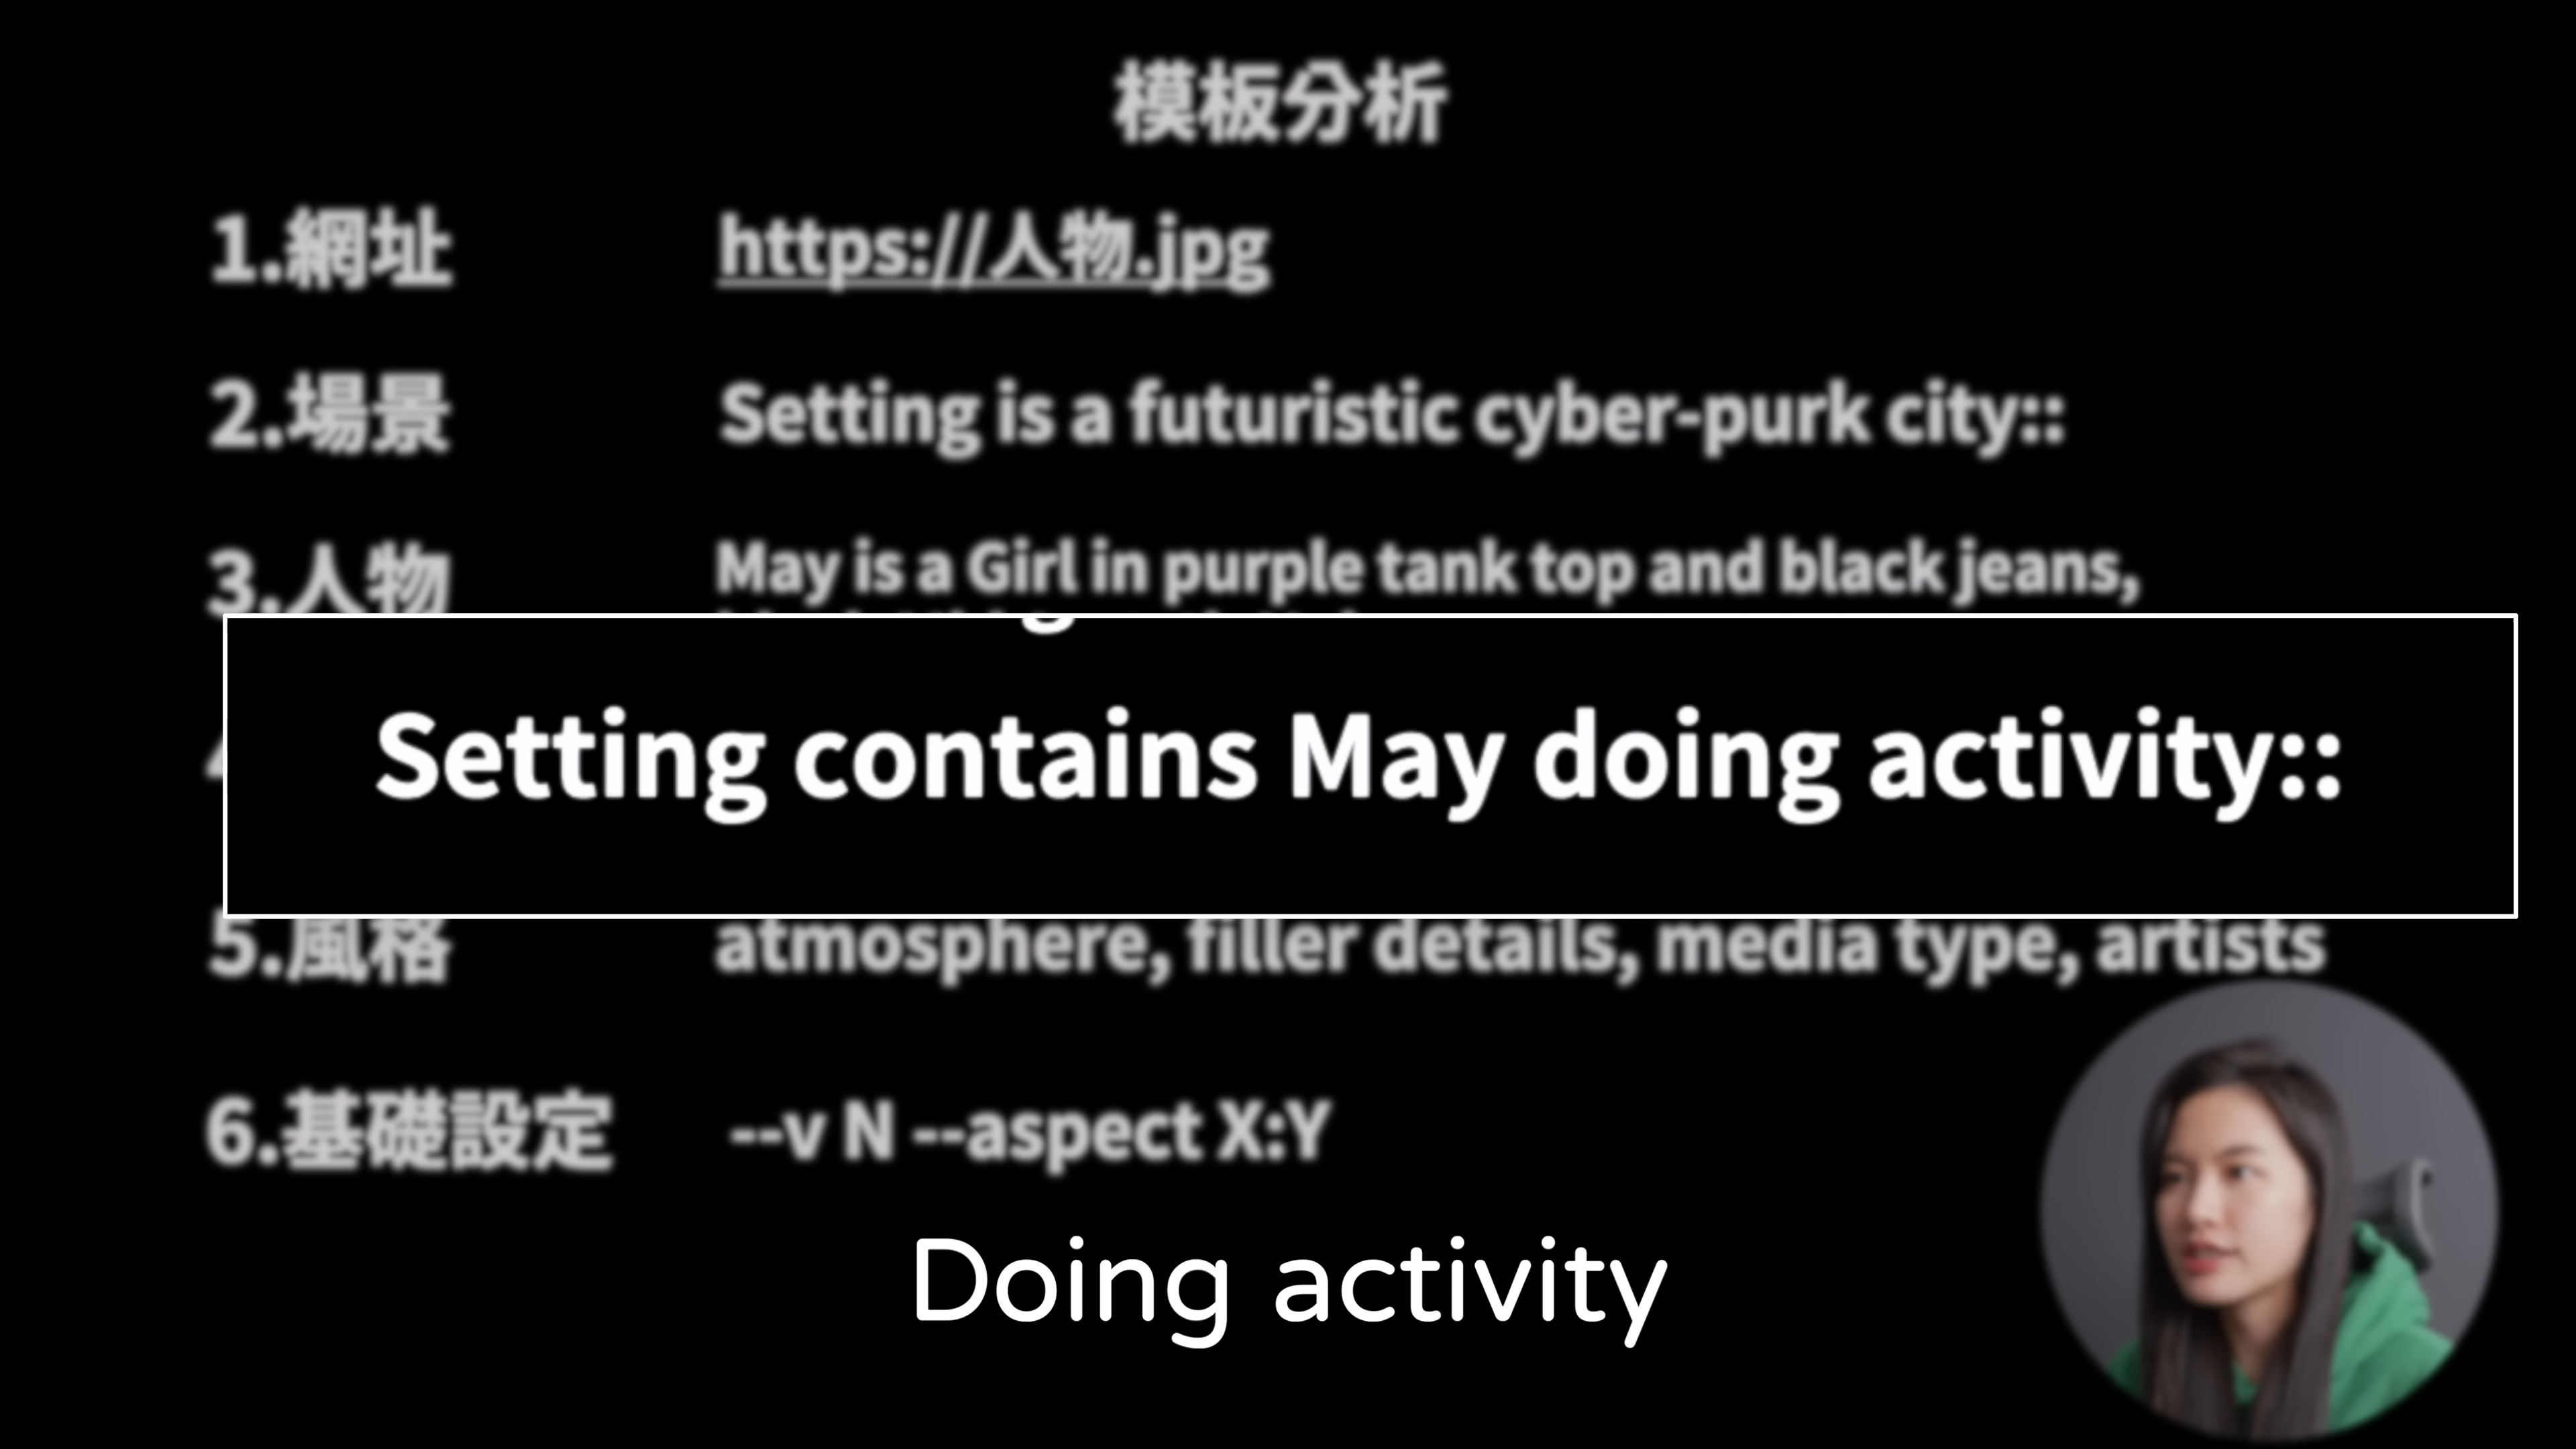 模板分析
1.網址
https://人物.jpg
2.場景
Setting is a futuristic cyber-purk city::
3.人物
May is a Girl in purple tank top and black jeans,
Setting contains May doing activity::
5.風格
atmosphere, filler details, media type, artists
6.基礎設定
--v N --aspect X:Y
Doing activity